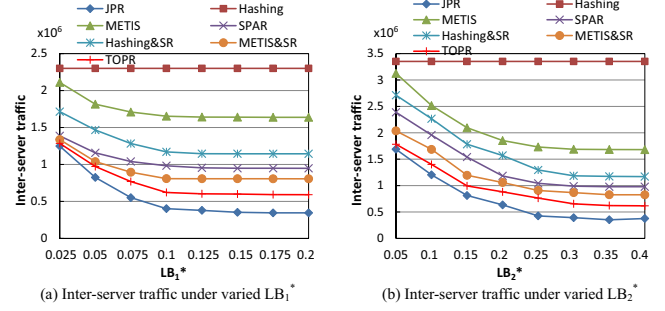 JPR Hashing
METIS SPAR
Hashing&SR METIS&SR
TOPR
×10^6
Inter-server traffic
2.5
2
1.5
1
0.5
0
0.025 0.05 0.075 0.1 0.125 0.15 0.175 0.2
LB₁*
(a) Inter-server traffic under varied LB₁*
JPR Hashing
METIS SPAR
Hashing&SR METIS&SR
TOPR
×10^6
Inter-server traffic
3.5
3
2.5
2
1.5
1
0.5
0
0.05 0.1 0.15 0.2 0.25 0.3 0.35 0.4
LB₂*
(b) Inter-server traffic under varied LB₂*